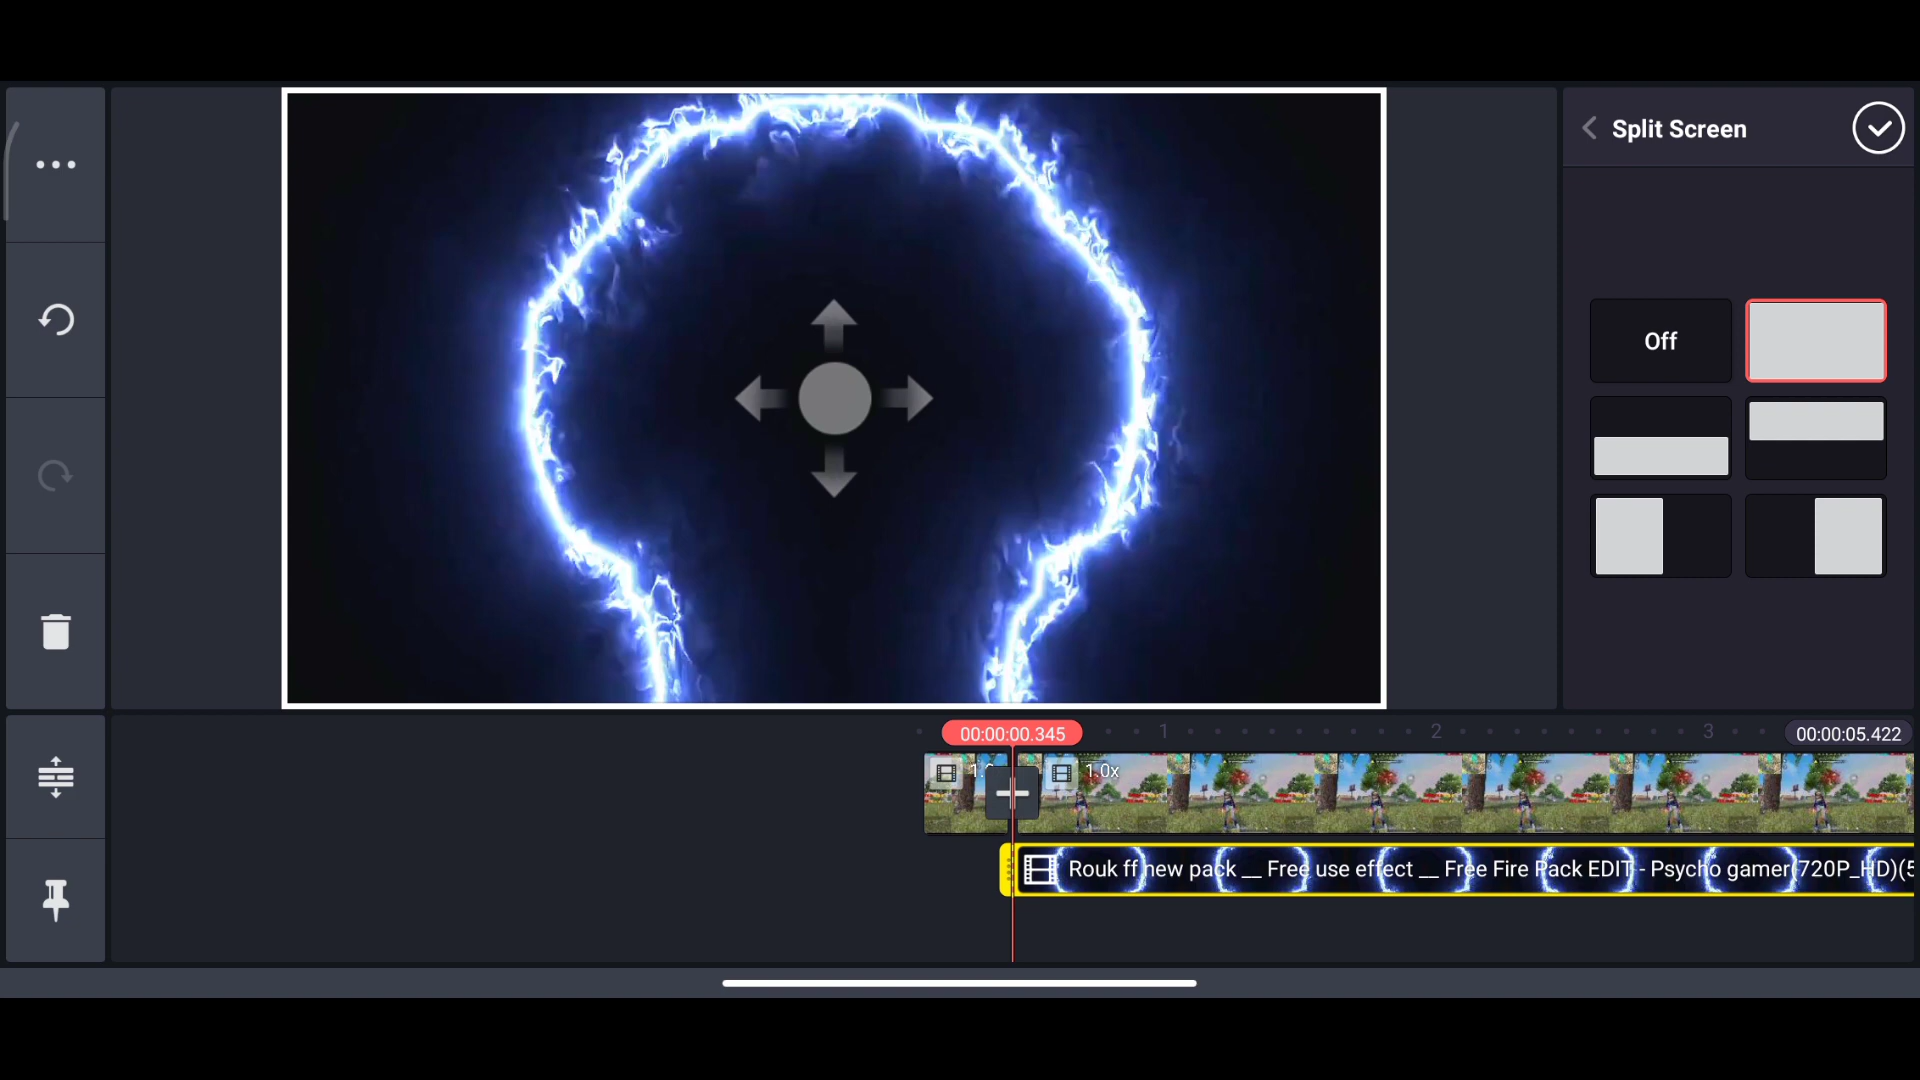 Split Screen
Off
00:00:00.345
1
2
3
00:00:05.422
1.0x
Rouk ff new pack __ Free use effect __ Free Fire Pack EDIT - Psycho gamer(720P_HD)(5